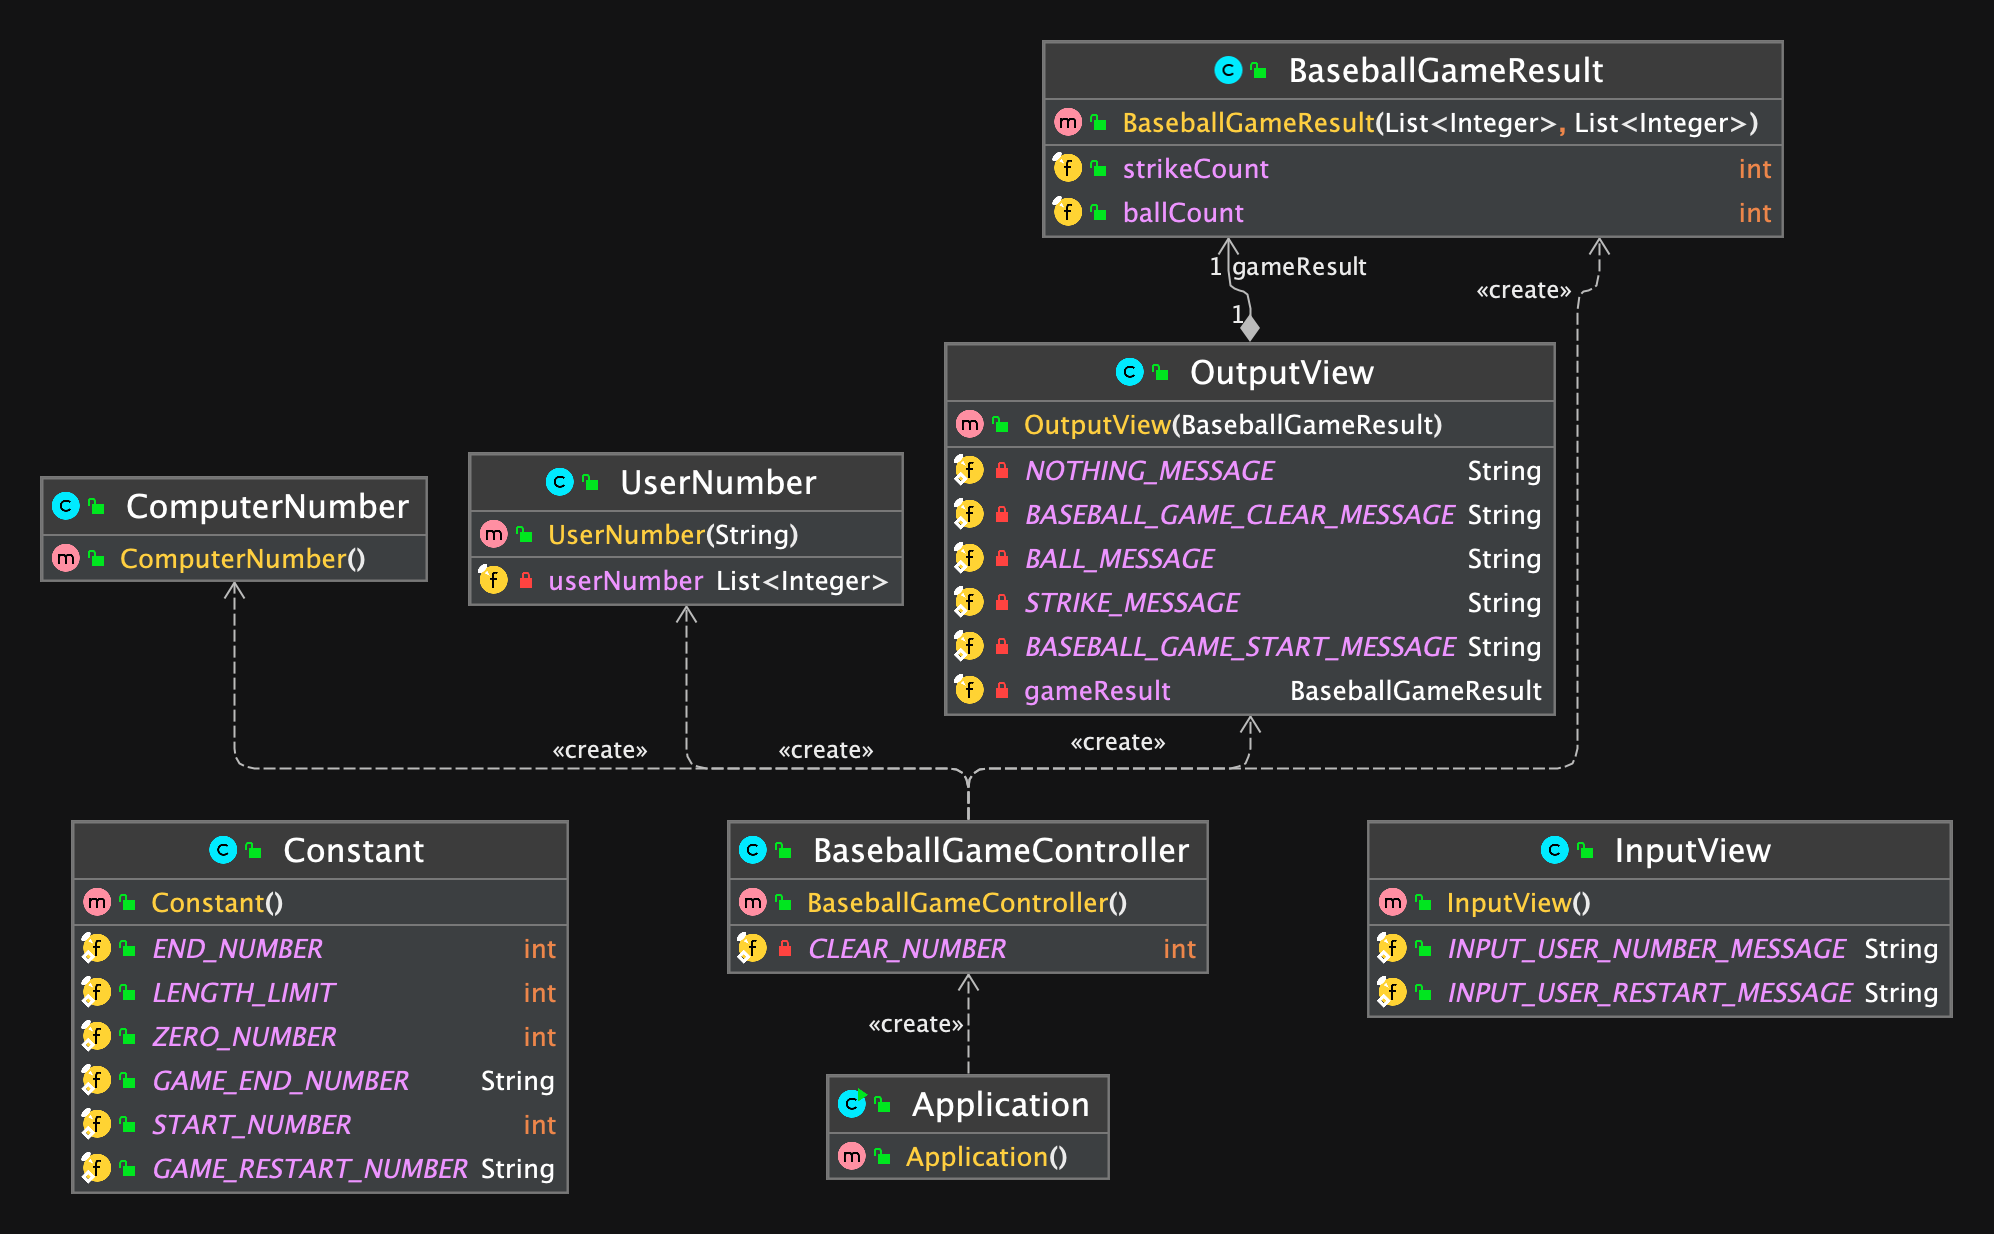 BaseballGameResult
BaseballGameResult(List<Integer>, List<Integer>)
strikeCount int
ballCount int
1 gameResult
«create»
1
OutputView
OutputView(BaseballGameResult)
NOTHING_MESSAGE String
BASEBALL_GAME_CLEAR_MESSAGE String
BALL_MESSAGE String
STRIKE_MESSAGE String
BASEBALL_GAME_START_MESSAGE String
gameResult BaseballGameResult
UserNumber
UserNumber(String)
userNumber List<Integer>
ComputerNumber
ComputerNumber()
«create»
«create»
«create»
Constant
Constant()
END_NUMBER int
LENGTH_LIMIT int
ZERO_NUMBER int
GAME_END_NUMBER String
START_NUMBER int
GAME_RESTART_NUMBER String
BaseballGameController
BaseballGameController()
CLEAR_NUMBER int
«create»
Application
Application()
InputView
InputView()
INPUT_USER_NUMBER_MESSAGE String
INPUT_USER_RESTART_MESSAGE String